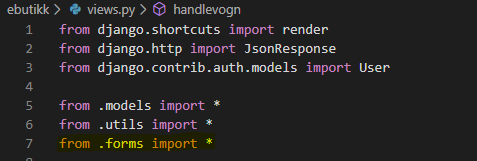 ebutikk > views.py > handlevogn
1 from django.shortcuts import render
2 from django.http import JsonResponse
3 from django.contrib.auth.models import User
4
5 from .models import *
6 from .utils import *
7 from .forms import *